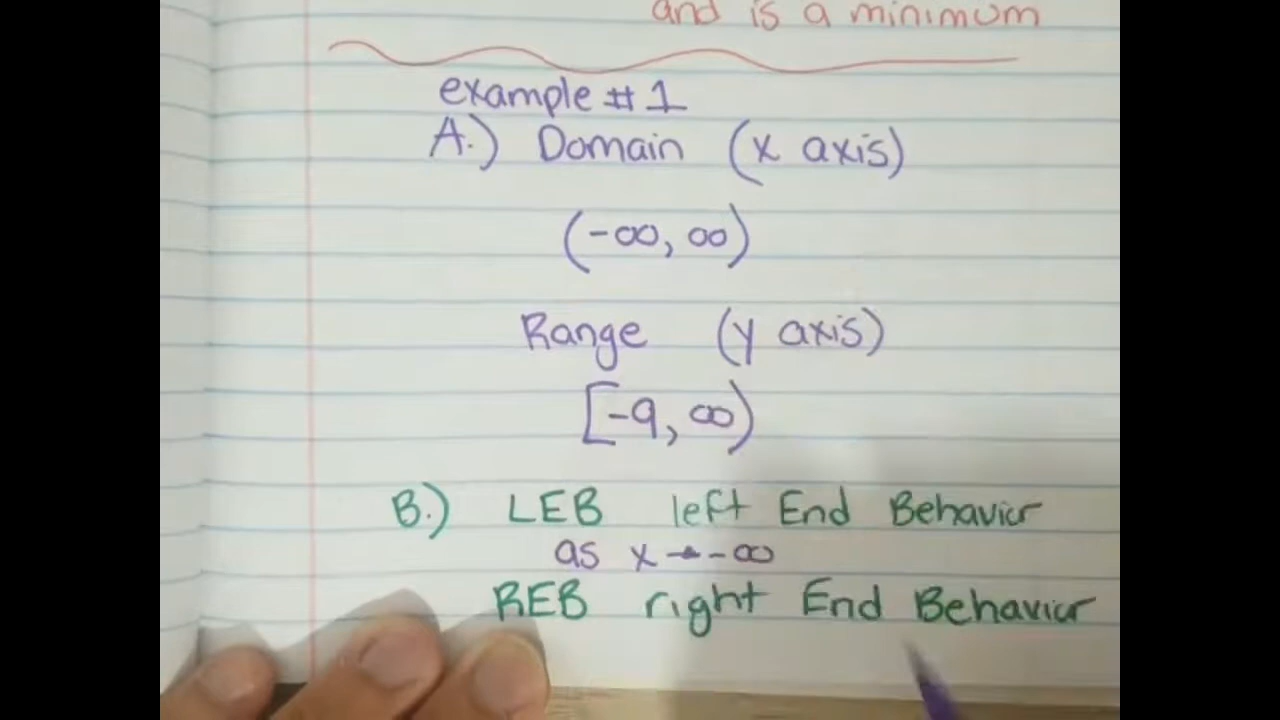 and is a minimum
example #1
A.) Domain (x axis)
(-∞, ∞)
Range (y axis)
[-9, ∞)
B.) LEB left End Behavior
as x → -∞
REB right End Behavior